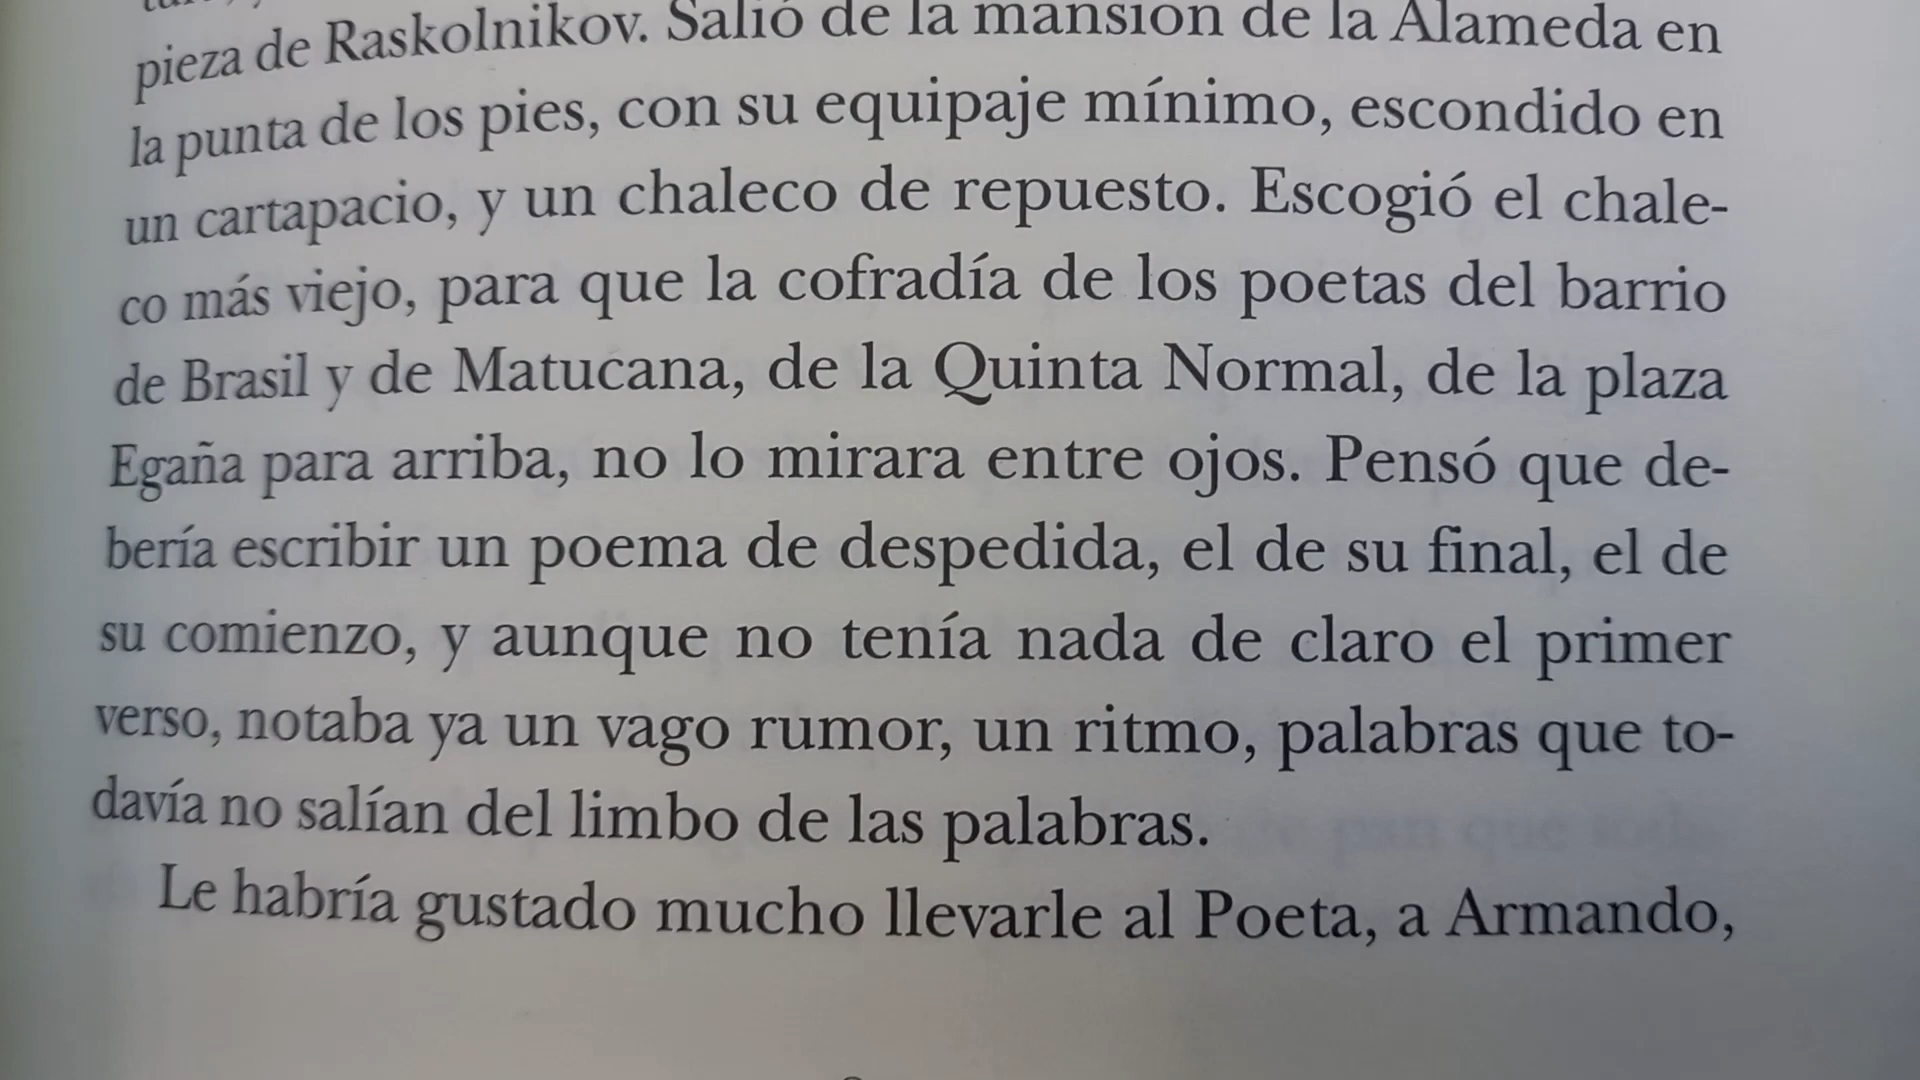 pieza de Raskolnikov. Salió de la mansión de la Alameda en
la punta de los pies, con su equipaje mínimo, escondido en
un cartapacio, y un chaleco de repuesto. Escogió el chale-
co más viejo, para que la cofradía de los poetas del barrio
de Brasil y de Matucana, de la Quinta Normal, de la plaza
Egaña para arriba, no lo mirara entre ojos. Pensó que de-
bería escribir un poema de despedida, el de su final, el de
su comienzo, y aunque no tenía nada de claro el primer
verso, notaba ya un vago rumor, un ritmo, palabras que to-
davía no salían del limbo de las palabras.
Le habría gustado mucho llevarle al Poeta, a Armando,